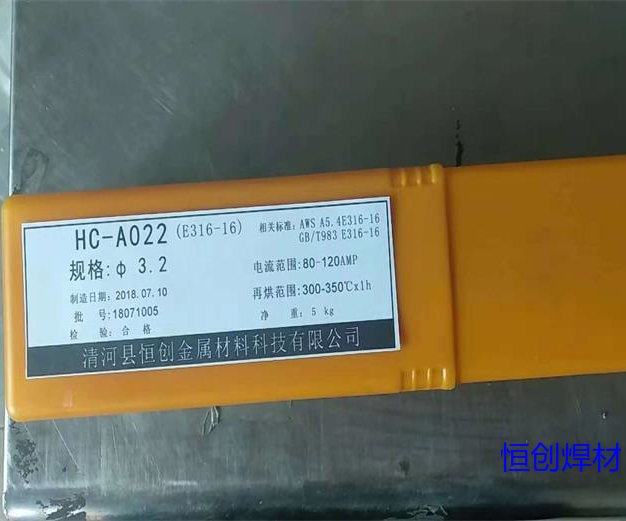 HC-A022 (E316-16)
相关标准: AWS A5.4E316-16
GB/T983 E316-16
规格:φ 3.2
电流范围:80-120AMP
制造日期: 2018.07.10
再烘范围:300-350℃x1h
批 号:18071005
净 重:5 kg
检 验:合 格
清河县恒创金属材料科技有限公司
恒创焊材